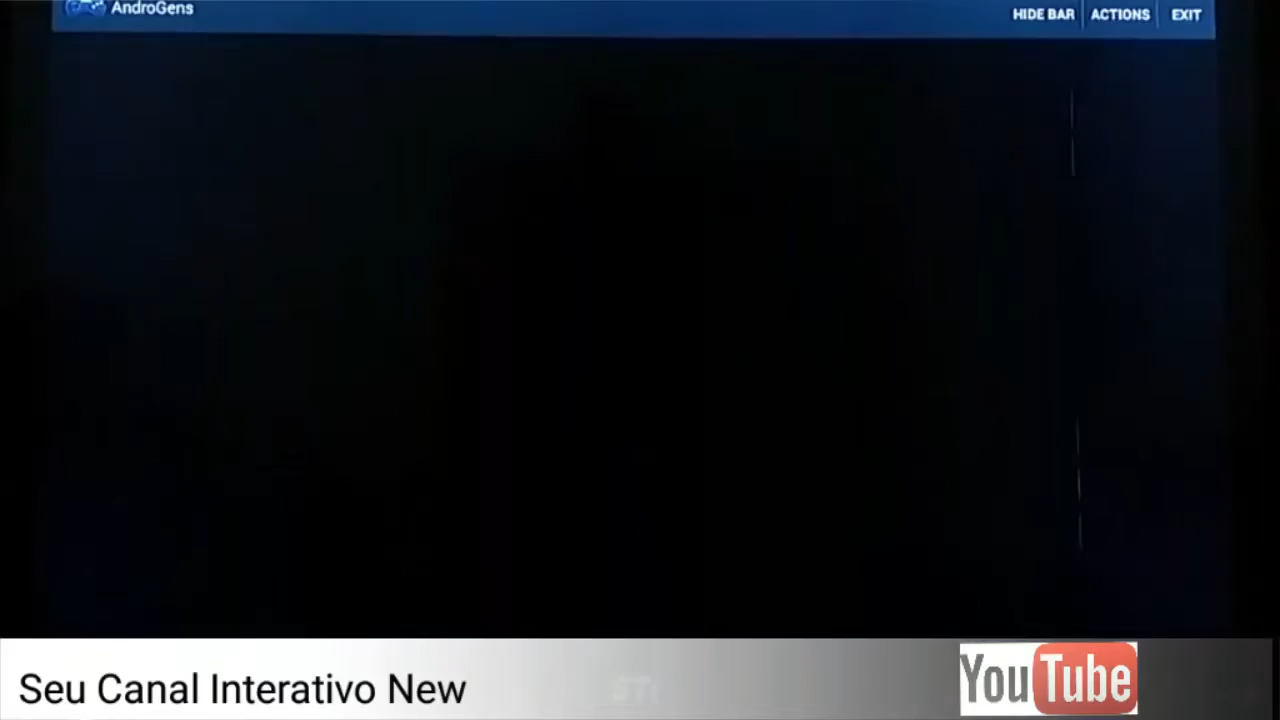 AndroGens
HIDE BAR
ACTIONS
EXIT
Seu Canal Interativo New
YouTube